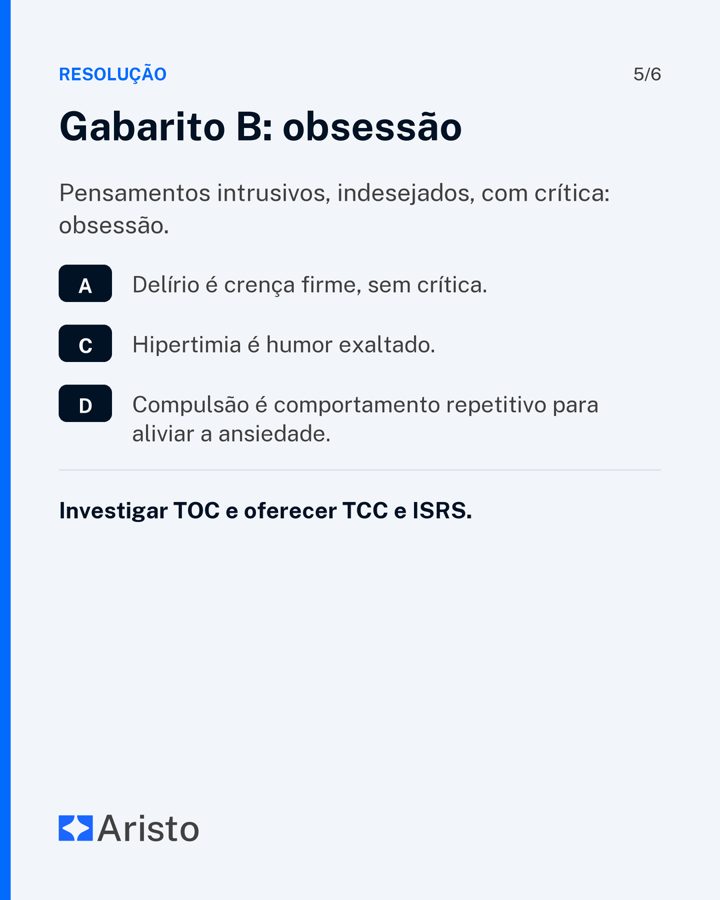 RESOLUÇÃO
5/6
Gabarito B: obsessão
Pensamentos intrusivos, indesejados, com crítica:
obsessão.
A Delírio é crença firme, sem crítica.
C Hipertimia é humor exaltado.
D Compulsão é comportamento repetitivo para
aliviar a ansiedade.
Investigar TOC e oferecer TCC e ISRS.
Aristo